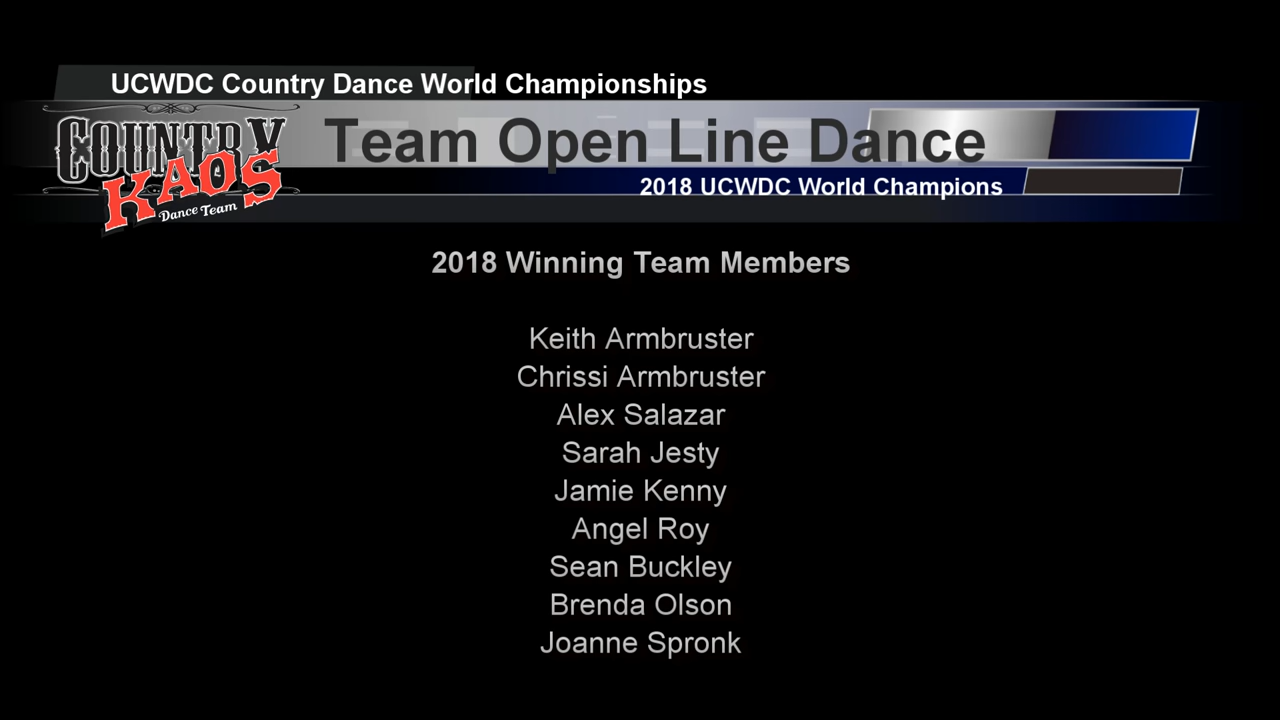 UCWDC Country Dance World Championships
COUNTRY
KAOS
Dance Team
Team Open Line Dance
2018 UCWDC World Champions
2018 Winning Team Members
Keith Armbruster
Chrissi Armbruster
Alex Salazar
Sarah Jesty
Jamie Kenny
Angel Roy
Sean Buckley
Brenda Olson
Joanne Spronk